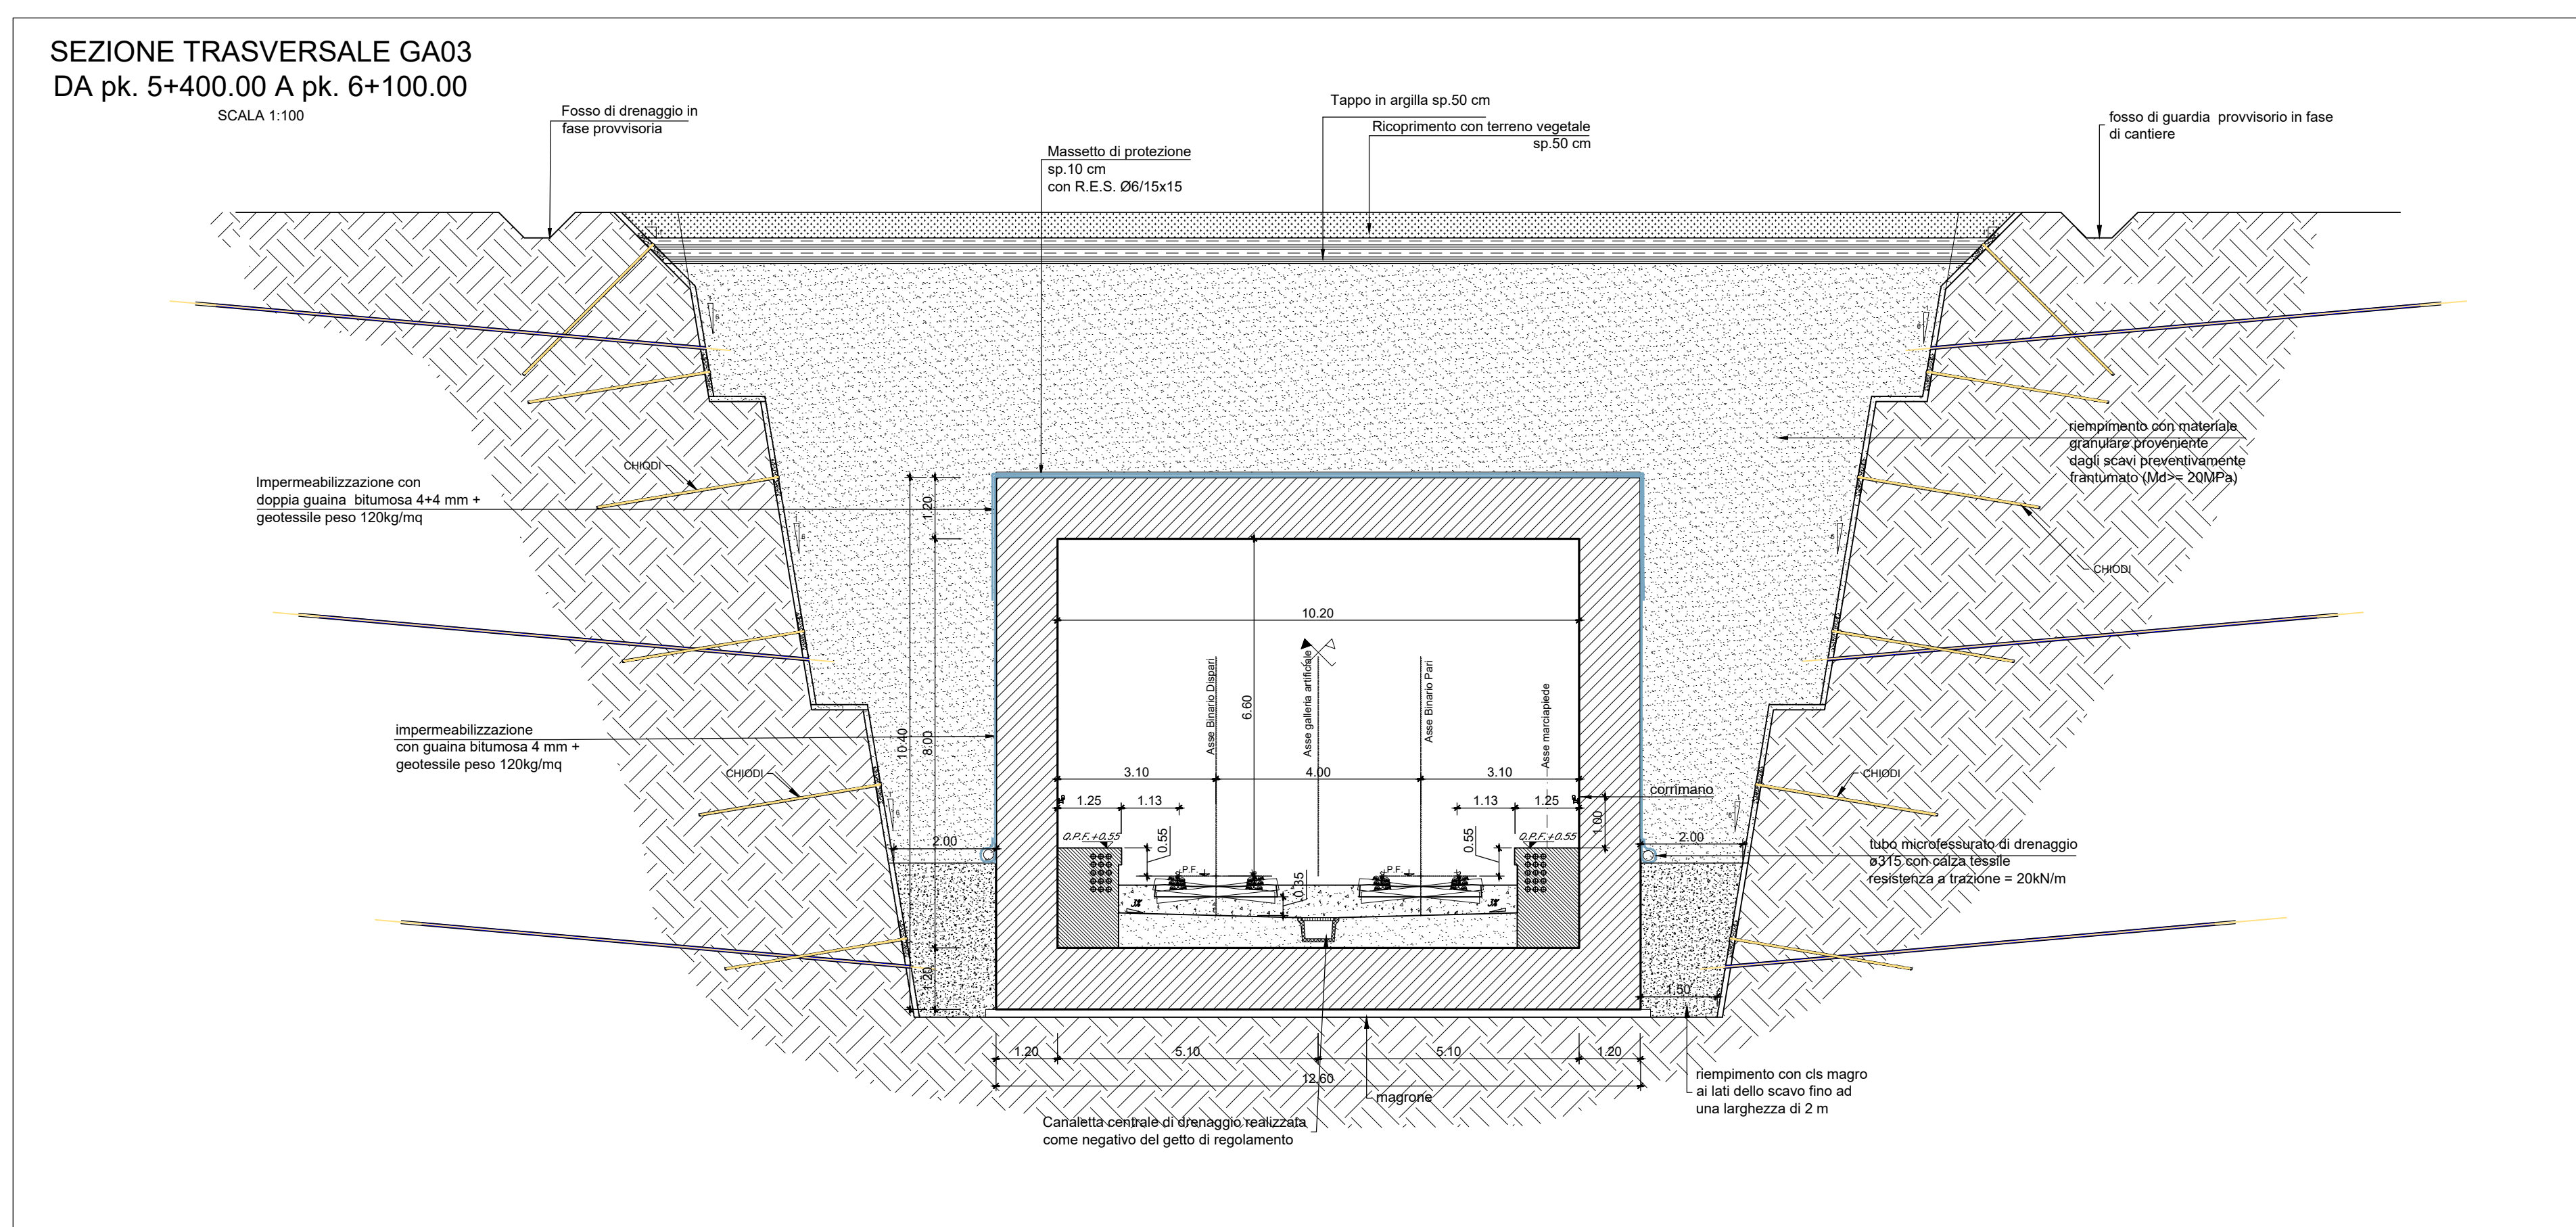 SEZIONE TRASVERSALE GA03
DA pk. 5+400.00 A pk. 6+100.00
SCALA 1:100
Fosso di drenaggio in
fase provvisoria
Massetto di protezione
sp.10 cm
con R.E.S. Ø6/15x15
Tappo in argilla sp.50 cm
Ricoprimento con terreno vegetale
sp.50 cm
fosso di guardia  provvisorio in fase
di cantiere
riempimento con materiale
granulare proveniente
dagli scavi preventivamente
frantumato (Md>= 20MPa)
CHIODI
Impermeabilizzazione con
doppia guaina  bitumosa 4+4 mm +
geotessile peso 120kg/mq
CHIODI
impermeabilizzazione
con guaina bitumosa 4 mm +
geotessile peso 120kg/mq
CHIODI
CHIODI
1.20
10.40
8.00
1.20
10.20
6.60
Asse Binario Dispari
Asse galleria artificiale
Asse Binario Pari
Asse marciapiede
3.10
4.00
3.10
1.25
1.13
1.13
1.25
corrimano
1.00
Q.P.F.+0.55
0.55
0.55
Q.P.F.+0.55
P.F.
P.F.
0.35
2.00
2.00
tubo microfessurato di drenaggio
ø315 con calza tessile
resistenza a trazione = 20kN/m
1.50
1.20
5.10
5.10
1.20
12.60
magrone
riempimento con cls magro
ai lati dello scavo fino ad
una larghezza di 2 m
Canaletta centrale di drenaggio realizzata
come negativo del getto di regolamento